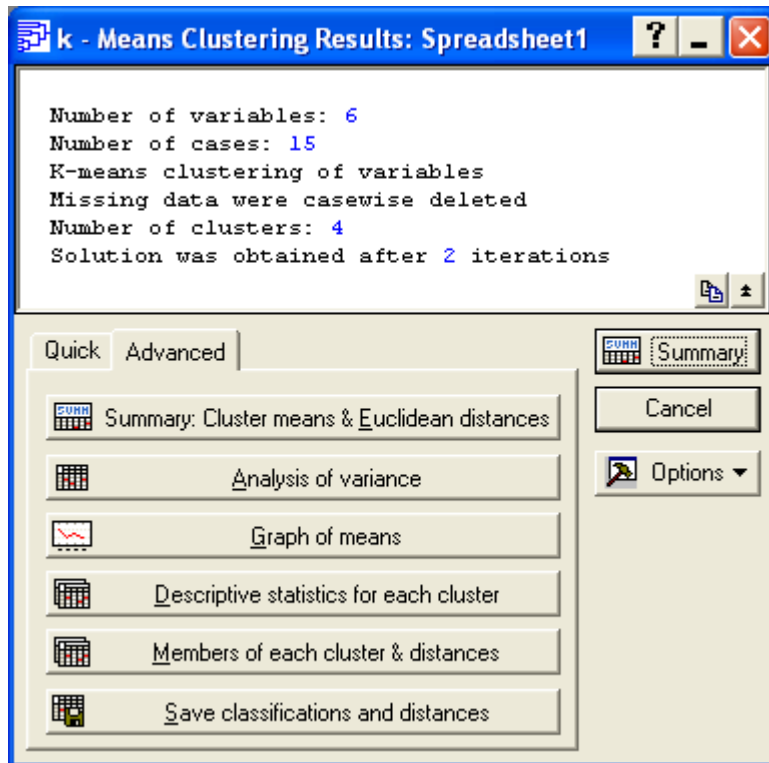 k - Means Clustering Results: Spreadsheet1
Number of variables: 6
Number of cases: 15
K-means clustering of variables
Missing data were casewise deleted
Number of clusters: 4
Solution was obtained after 2 iterations
Quick
Advanced
Summary
Summary: Cluster means & Euclidean distances
Cancel
Analysis of variance
Options
Graph of means
Descriptive statistics for each cluster
Members of each cluster & distances
Save classifications and distances